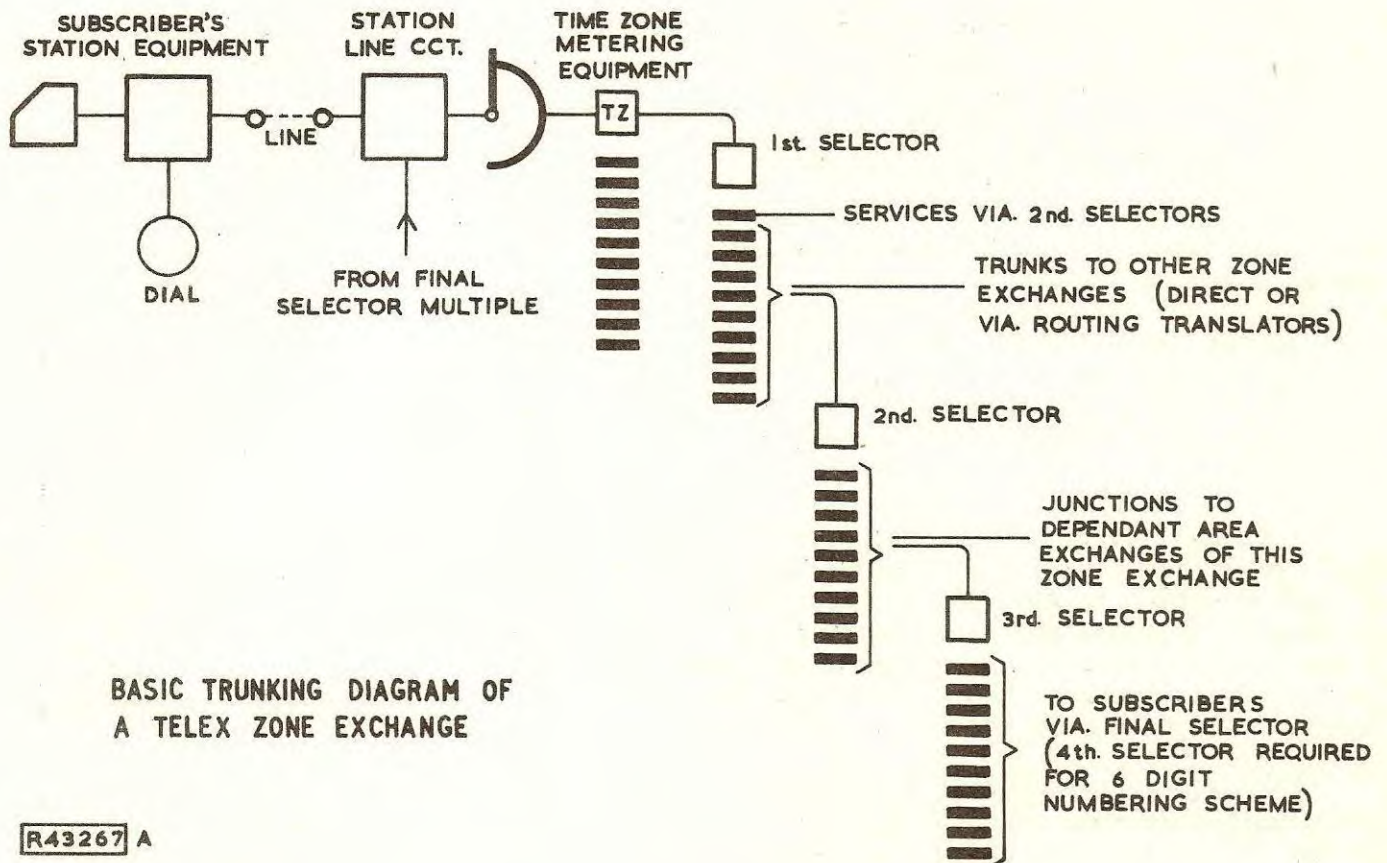 SUBSCRIBER'S
STATION EQUIPMENT
STATION
LINE CCT.
TIME ZONE
METERING
EQUIPMENT
LINE
TZ
1st. SELECTOR
DIAL
FROM FINAL
SELECTOR MULTIPLE
SERVICES VIA. 2nd. SELECTORS
TRUNKS TO OTHER ZONE
EXCHANGES (DIRECT OR
VIA. ROUTING TRANSLATORS)
2nd. SELECTOR
JUNCTIONS TO
DEPENDANT AREA
EXCHANGES OF THIS
ZONE EXCHANGE
3rd. SELECTOR
TO SUBSCRIBERS
VIA. FINAL SELECTOR
(4th. SELECTOR REQUIRED
FOR 6 DIGIT
NUMBERING SCHEME)
BASIC TRUNKING DIAGRAM OF
A TELEX ZONE EXCHANGE
R43267 A